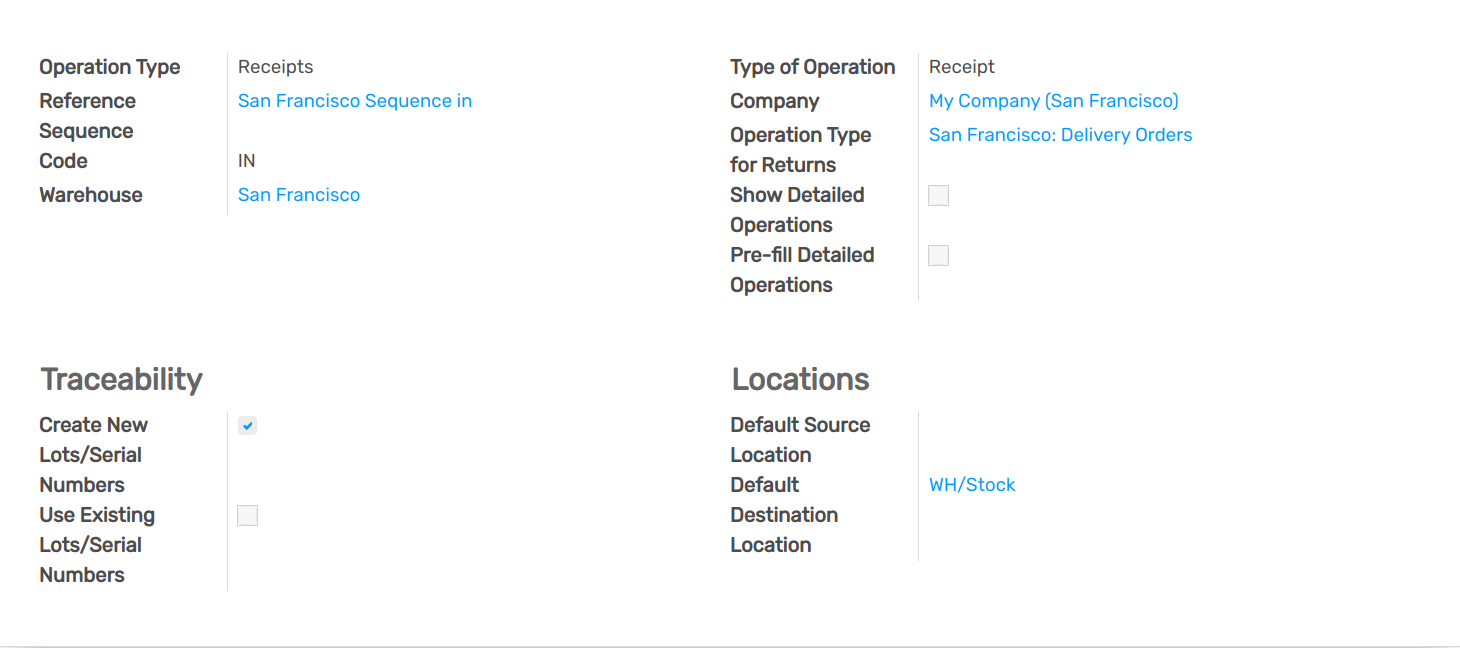 Operation Type Receipts
Reference San Francisco Sequence in
Sequence
Code IN
Warehouse San Francisco
Type of Operation Receipt
Company My Company (San Francisco)
Operation Type San Francisco: Delivery Orders
for Returns
Show Detailed
Operations
Pre-fill Detailed
Operations
Traceability
Create New
Lots/Serial
Numbers
Use Existing
Lots/Serial
Numbers
Locations
Default Source
Location
Default WH/Stock
Destination
Location